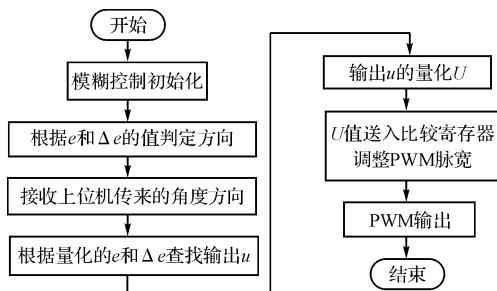 开始
模糊控制初始化
根据e和Δe的值判定方向
接收上位机传来的角度方向
根据量化的e和Δe查找输出u
输出u的量化U
U值送入比较寄存器
调整PWM脉宽
PWM输出
结束